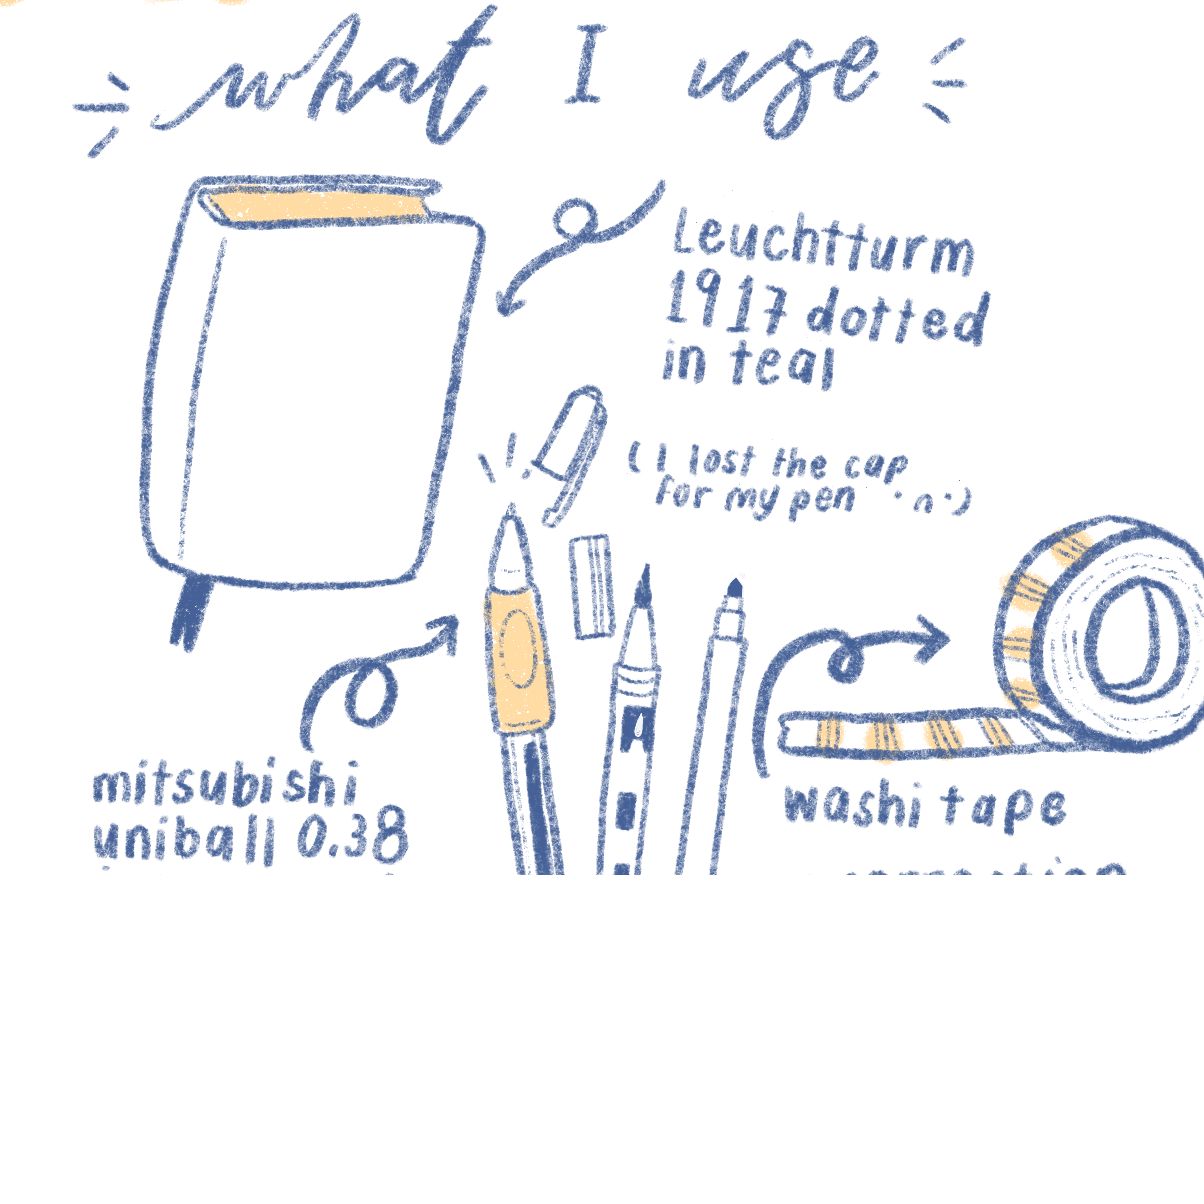 what I use
Leuchtturm
1917 dotted
in teal
(I lost the cap
for my pen ·n·)
mitsubishi
uniball 0.38
washi tape